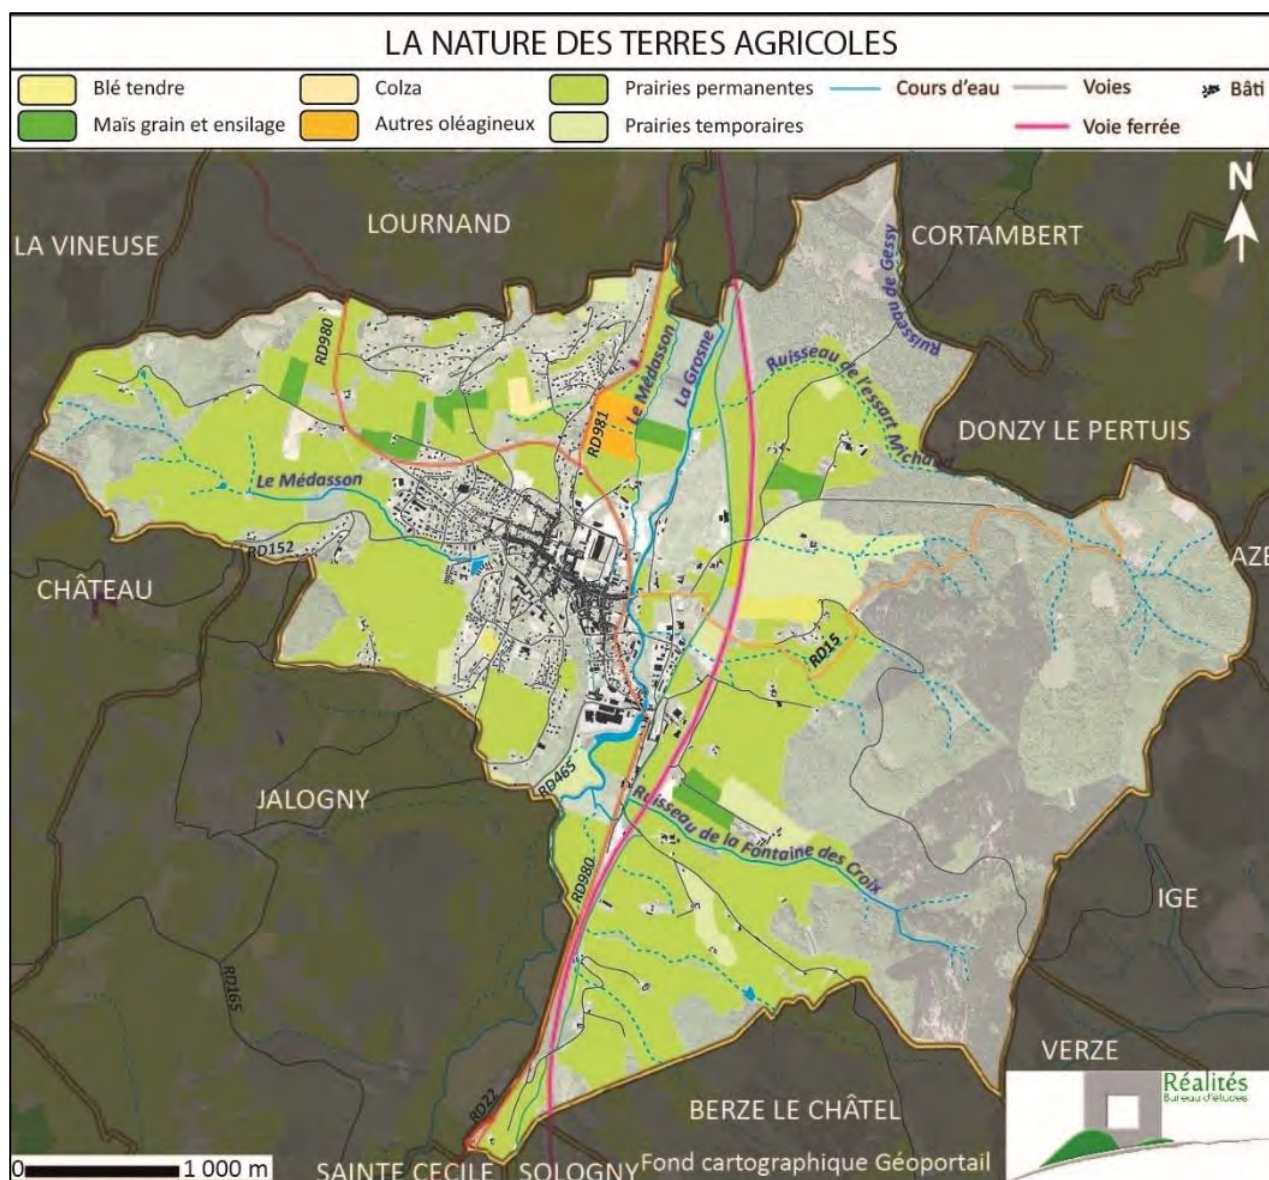 LA NATURE DES TERRES AGRICOLES
Blé tendre
Colza
Prairies permanentes
Cours d'eau
Voies
Bâti
Maïs grain et ensilage
Autres oléagineux
Prairies temporaires
Voie ferrée
N
LOURNAND
CORTAMBERT
LA VINEUSE
Ruisseau de Gessy
RD980
Le Médasson
La Grosne
Ruisseau de l'essart Michaud
RD981
DONZY LE PERTUIS
Le Médasson
RD152
AZE
CHÂTEAU
RD15
RD465
JALOGNY
Ruisseau de la Fontaine des Croix
RD980
IGE
RD165
VERZE
RD22
BERZE LE CHÂTEL
Réalités
Bureau d'études
0 1 000 m
SAINTE CECILE
SOLOGNY
Fond cartographique Géoportail